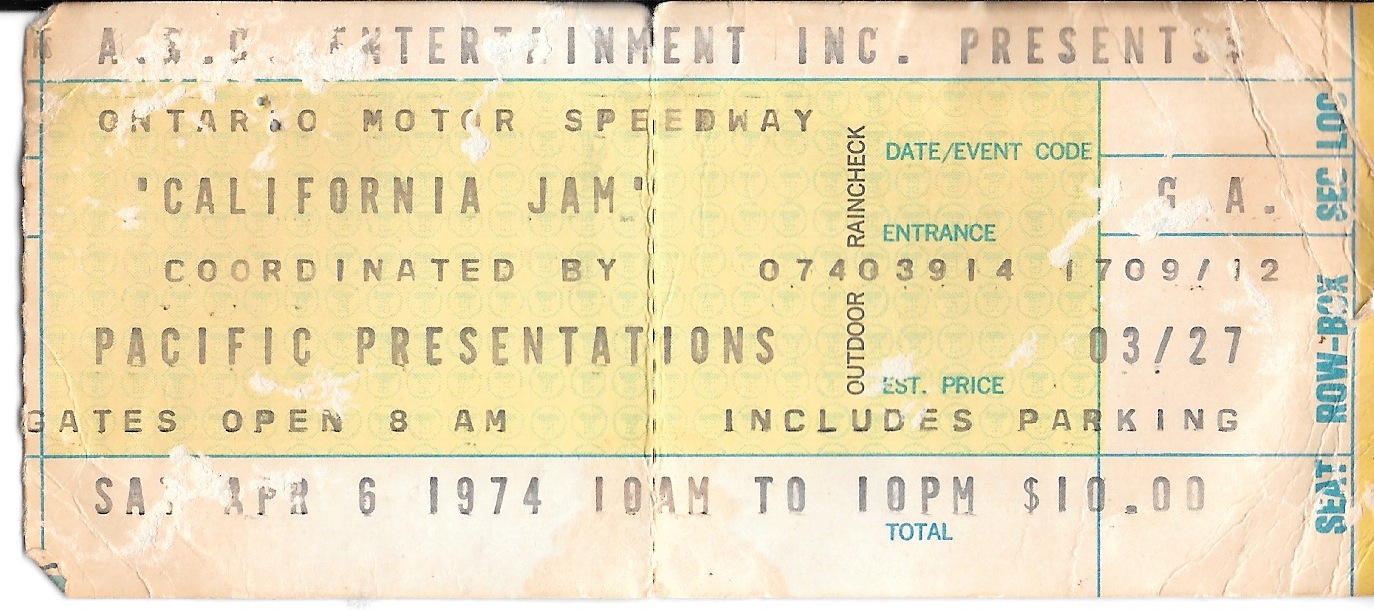 A.B.C. ENTERTAINMENT INC. PRESENTS
ONTARIO MOTOR SPEEDWAY
DATE/EVENT CODE
'CALIFORNIA JAM'
G. A.
ENTRANCE
COORDINATED BY
07403914 1709/12
PACIFIC PRESENTATIONS
03/27
EST. PRICE
GATES OPEN 8 AM
INCLUDES PARKING
SAT APR 6 1974 10AM TO 10PM $10.00
TOTAL
OUTDOOR RAINCHECK
SEAT ROW-BOX SEC LOC